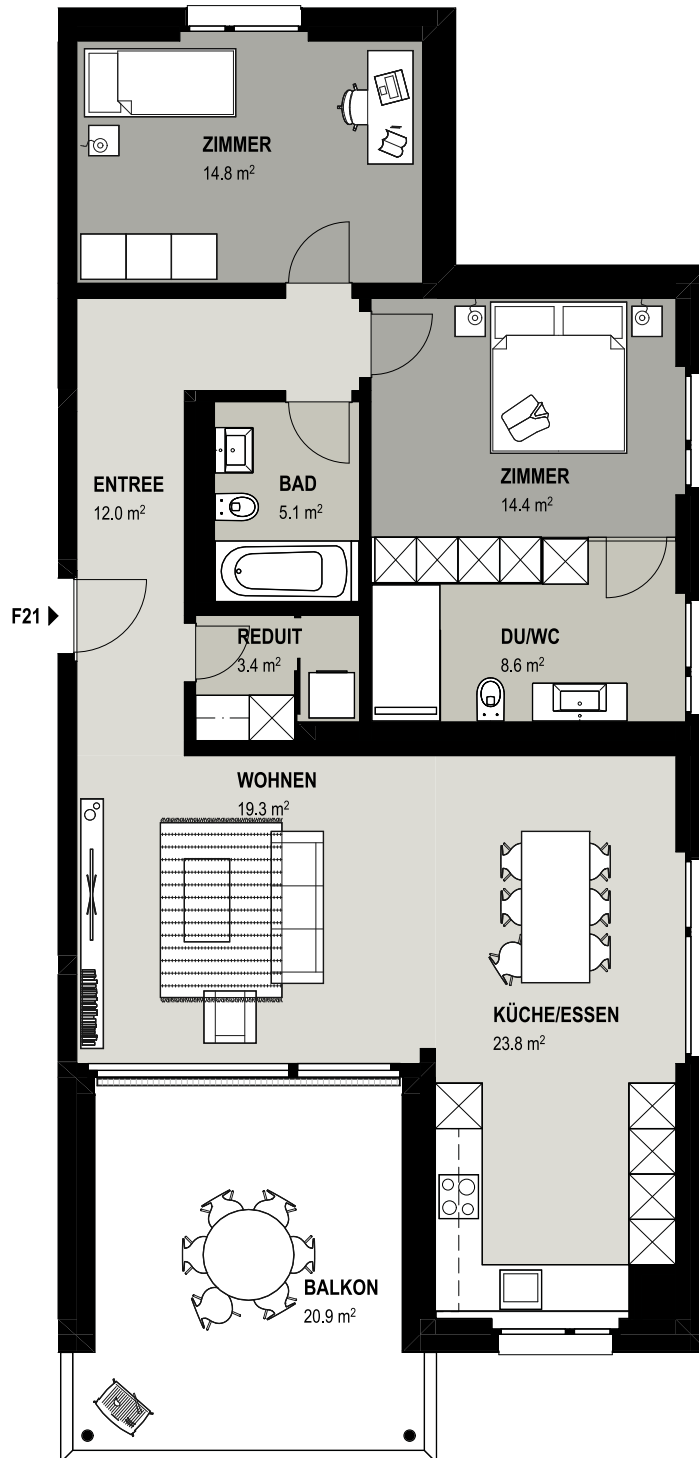 ZIMMER
14.8 m²
ENTREE
12.0 m²
BAD
5.1 m²
ZIMMER
14.4 m²
F21
REDUIT
3.4 m²
DU/WC
8.6 m²
WOHNEN
19.3 m²
KÜCHE/ESSEN
23.8 m²
BALKON
20.9 m²